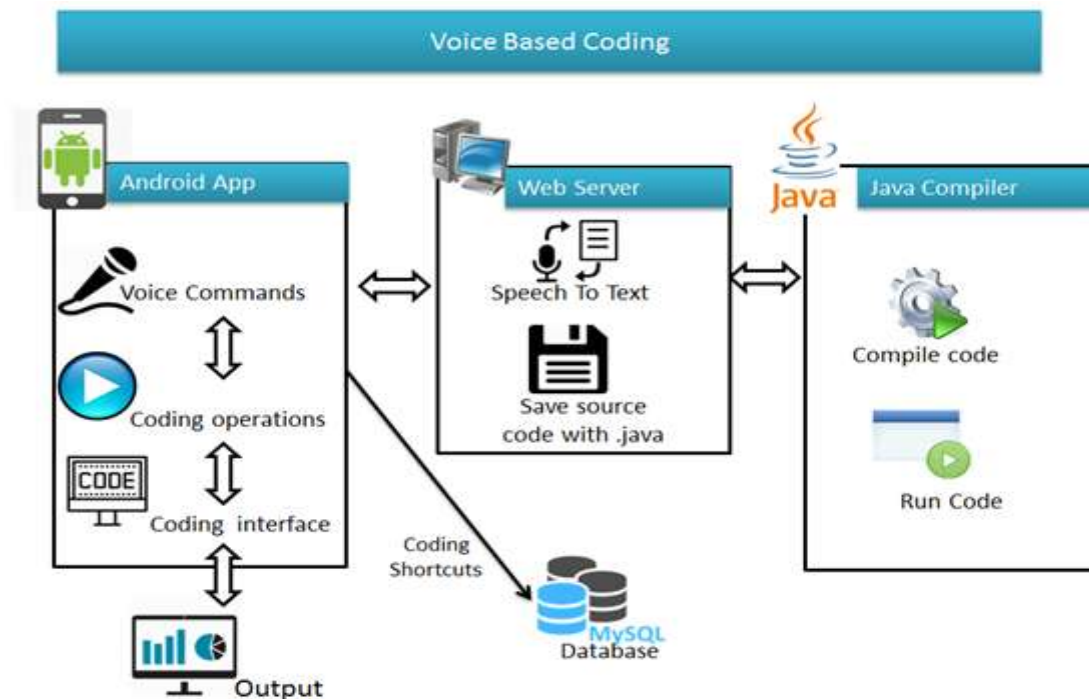 Voice Based Coding
Android App
Voice Commands
Coding operations
CODE
Coding interface
Output
Coding
Shortcuts
Web Server
Speech To Text
Save source
code with .java
MySQL
Database
Java
Java Compiler
Compile code
Run Code